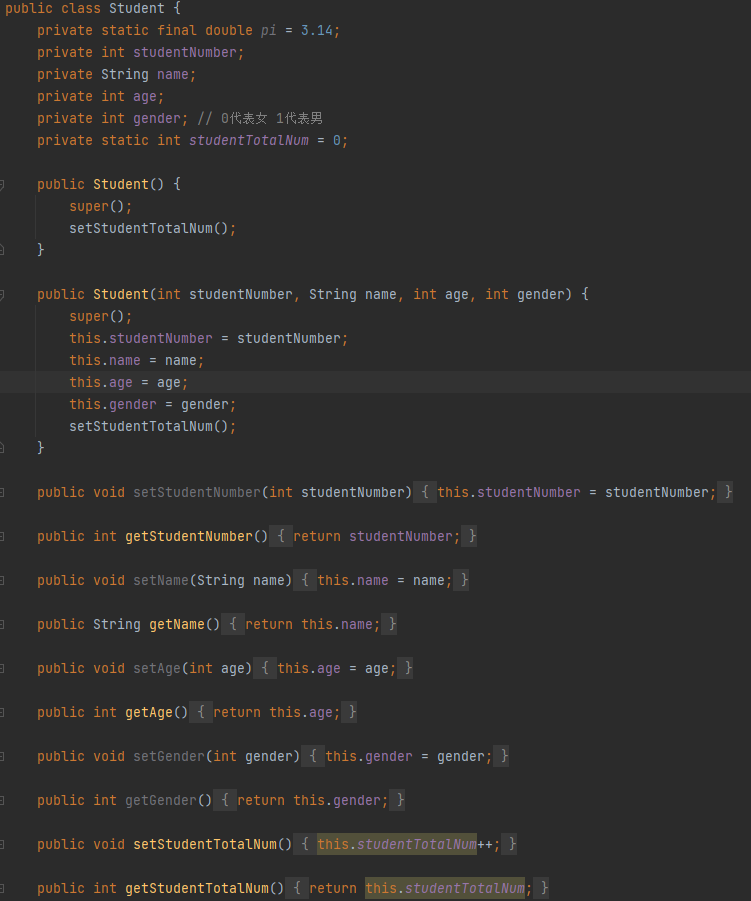 public class Student {
private static final double pi = 3.14;
private int studentNumber;
private String name;
private int age;
private int gender; // 0代表女 1代表男
private static int studentTotalNum = 0;
public Student() {
super();
setStudentTotalNum();
}
public Student(int studentNumber, String name, int age, int gender) {
super();
this.studentNumber = studentNumber;
this.name = name;
this.age = age;
this.gender = gender;
setStudentTotalNum();
}
public void setStudentNumber(int studentNumber) { this.studentNumber = studentNumber; }
public int getStudentNumber() { return studentNumber; }
public void setName(String name) { this.name = name; }
public String getName() { return this.name; }
public void setAge(int age) { this.age = age; }
public int getAge() { return this.age; }
public void setGender(int gender) { this.gender = gender; }
public int getGender() { return this.gender; }
public void setStudentTotalNum() { this.studentTotalNum++; }
public int getStudentTotalNum() { return this.studentTotalNum; }